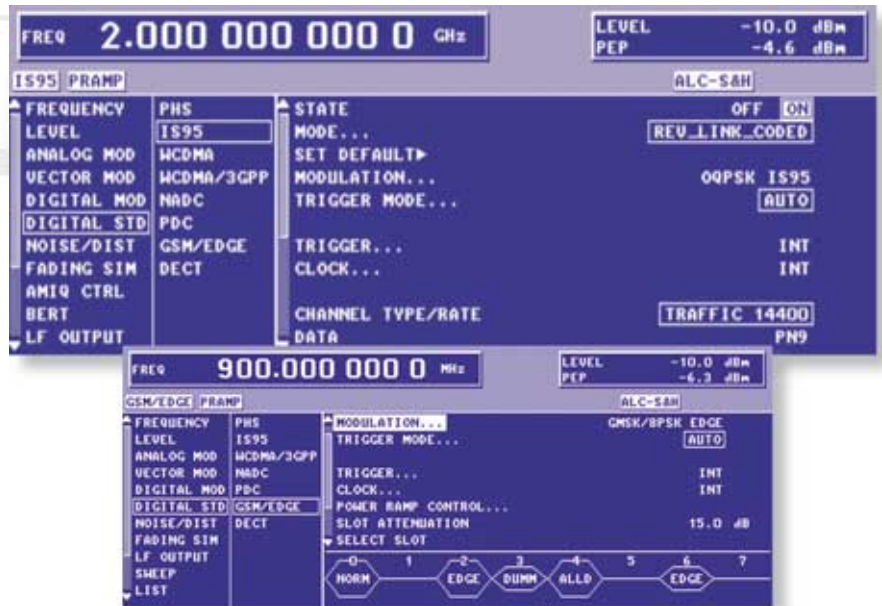 FREQ 2.000 000 000 0 GHz LEVEL -10.0 dBm
PEP -4.6 dBm
IS95 PRAMP ALC-S&H
FREQUENCY PHS STATE OFF ON
LEVEL IS95 MODE... REV_LINK_CODED
ANALOG MOD WCDMA SET DEFAULT
VECTOR MOD WCDMA/3GPP MODULATION... OQPSK IS95
DIGITAL MOD NADC TRIGGER MODE... AUTO
DIGITAL STD PDC
NOISE/DIST GSM/EDGE TRIGGER... INT
FADING SIM DECT CLOCK... INT
AMIQ CTRL
BERT CHANNEL TYPE/RATE TRAFFIC 14400
LF OUTPUT DATA PN9
FREQ 900.000 000 0 MHz LEVEL -10.0 dBm
PEP -6.3 dBm
GSM/EDGE PRAMP ALC-S&H
FREQUENCY PHS MODULATION... GMSK/8PSK EDGE
LEVEL IS95 TRIGGER MODE... AUTO
ANALOG MOD WCDMA/3GPP
VECTOR MOD NADC TRIGGER... INT
DIGITAL MOD PDC CLOCK... INT
DIGITAL STD GSM/EDGE POWER RAMP CONTROL...
NOISE/DIST DECT SLOT ATTENUATION 15.0 dB
FADING SIM SELECT SLOT
LF OUTPUT 0 1 2 3 4 5 6 7
SWEEP NORM EDGE DUMM ALLD EDGE
LIST